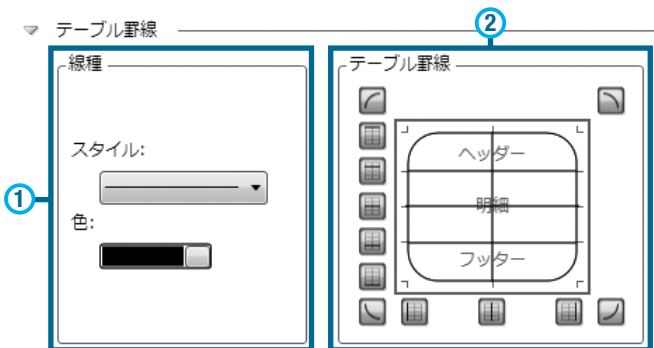 テーブル罫線
①
線種
スタイル:
色:
②
テーブル罫線
ヘッダー
明細
フッター